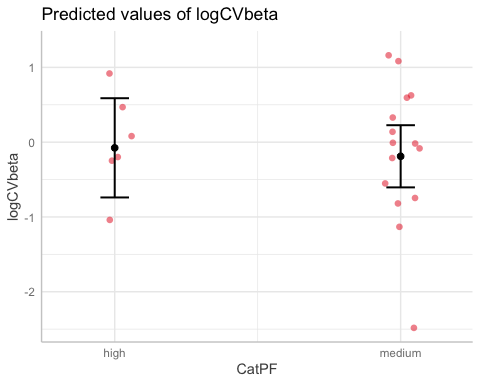 Predicted values of logCVbeta
1
0
-1
-2
logCVbeta
high
medium
CatPF